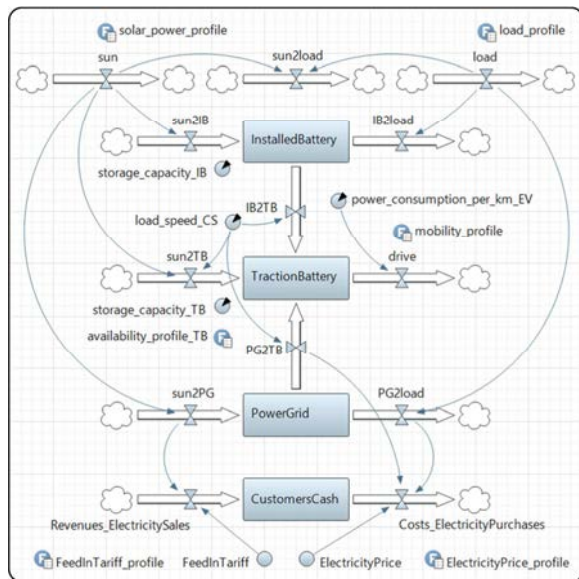 solar_power_profile
load_profile
sun
sun2load
load
sun2IB
InstalledBattery
IB2load
storage_capacity_IB
load_speed_CS
IB2TB
power_consumption_per_km_EV
mobility_profile
sun2TB
TractionBattery
drive
storage_capacity_TB
availability_profile_TB
PG2TB
sun2PG
PowerGrid
PG2load
CustomersCash
Revenues_ElectricitySales
Costs_ElectricityPurchases
FeedInTariff_profile
FeedInTariff
ElectricityPrice
ElectricityPrice_profile